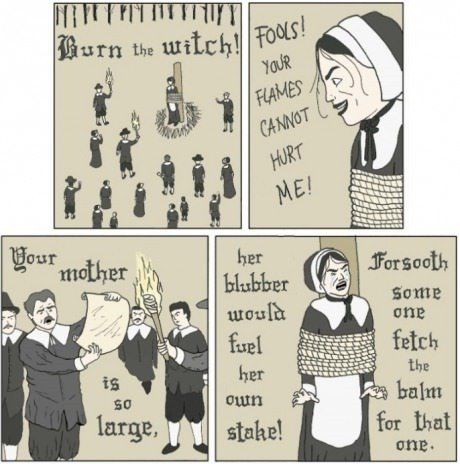 Burn the witch!
FOOLS!
YOUR
FLAMES
CANNOT
HURT
ME!
Your
mother
is
so
large,
her
blubber
would
fuel
her
own
stake!
Forsooth
some
one
fetch
the
balm
for that
one.